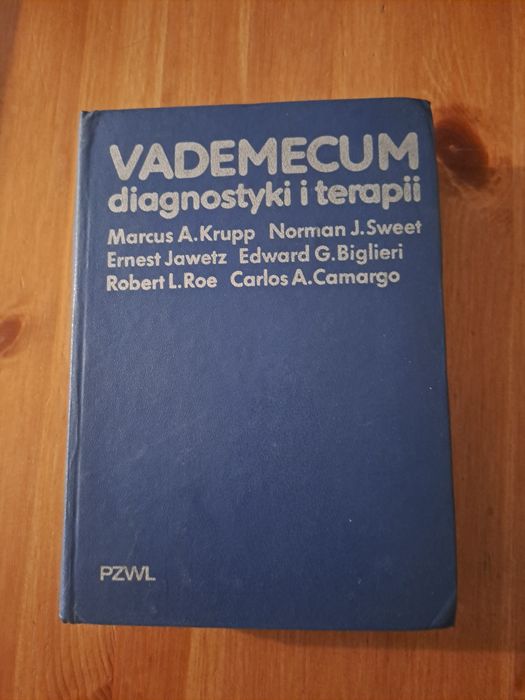 VADEMECUM
diagnostyki i terapii
Marcus A.Krupp Norman J.Sweet
Ernest Jawetz Edward G.Biglieri
Robert L.Roe Carlos A.Camargo
PZWL